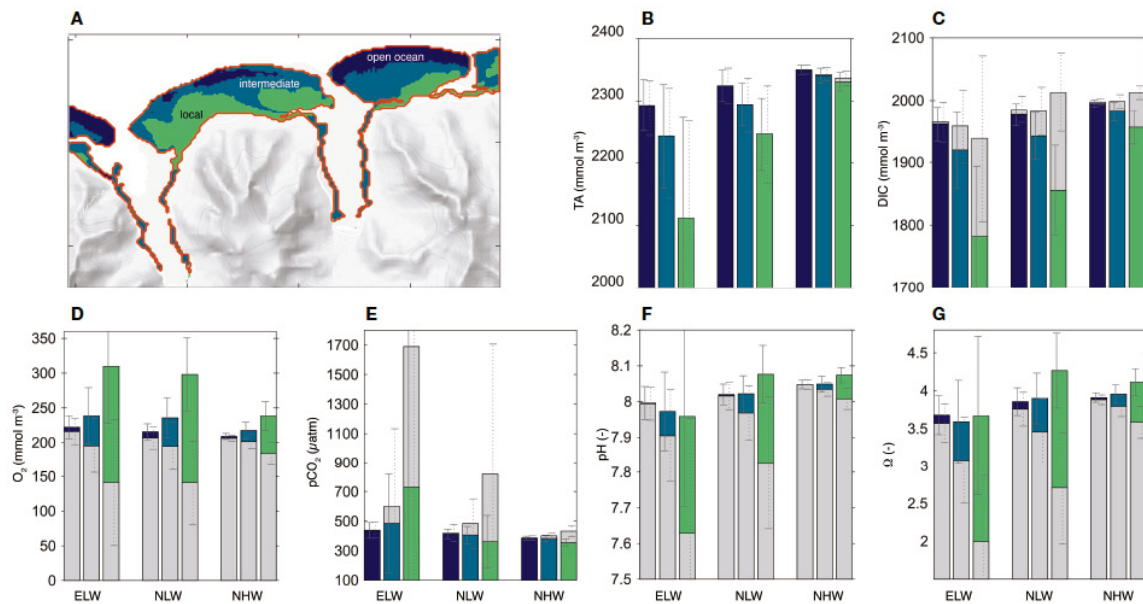 A
open ocean
intermediate
local
B
TA (mmol m⁻³)
2400
2300
2200
2100
2000
C
DIC (mmol m⁻³)
2100
2000
1900
1800
1700
D
O₂ (mmol m⁻³)
350
300
250
200
150
100
50
0
ELW NLW NHW
E
pCO₂ (µatm)
1700
1500
1300
1100
900
700
500
300
100
ELW NLW NHW
F
pH (-)
8.2
8.1
8
7.9
7.8
7.7
7.6
7.5
ELW NLW NHW
G
Ω (-)
4.5
4
3.5
3
2.5
2
ELW NLW NHW